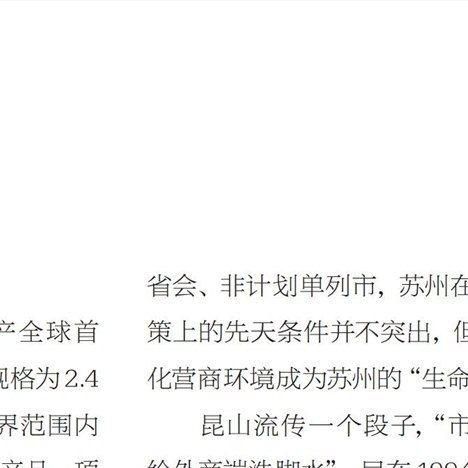 产全球首
规格为2.4
界范围内
省会、非计划单列市，苏州在
策上的先天条件并不突出，但
化营商环境成为苏州的“生命
昆山流传一个段子，“市